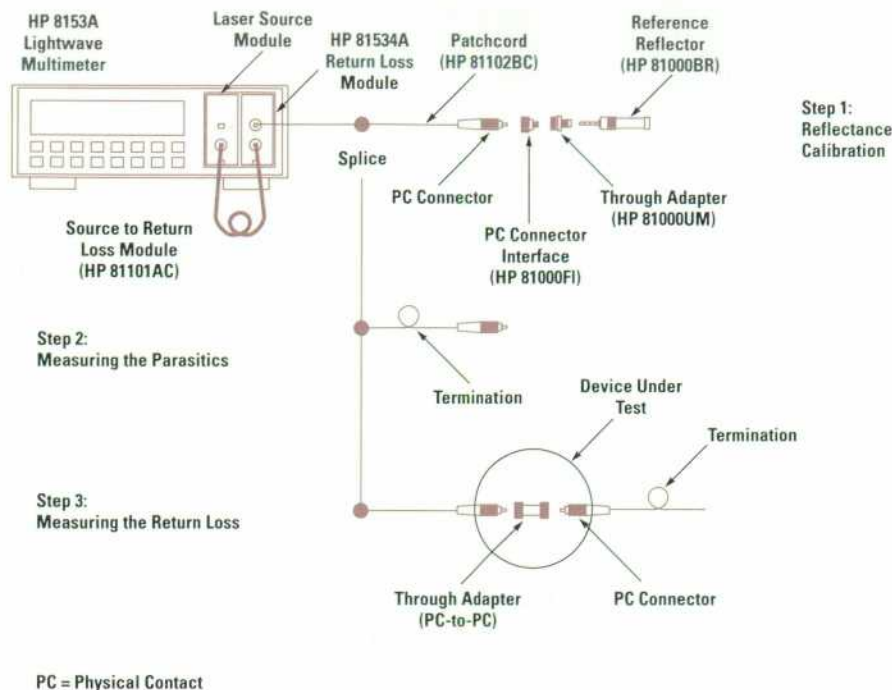 HP 8153A
Lightwave
Multimeter
Laser Source
Module
HP 81534A
Return Loss
Module
Patchcord
(HP 81102BC)
Reference
Reflector
(HP 81000BR)
Step 1:
Reflectance
Calibration
Splice
PC Connector
Through Adapter
(HP 81000UM)
PC Connector
Interface
(HP 81000FI)
Source to Return
Loss Module
(HP 81101AC)
Step 2:
Measuring the Parasitics
Termination
Device Under
Test
Termination
Step 3:
Measuring the Return Loss
Through Adapter
(PC-to-PC)
PC Connector
PC = Physical Contact